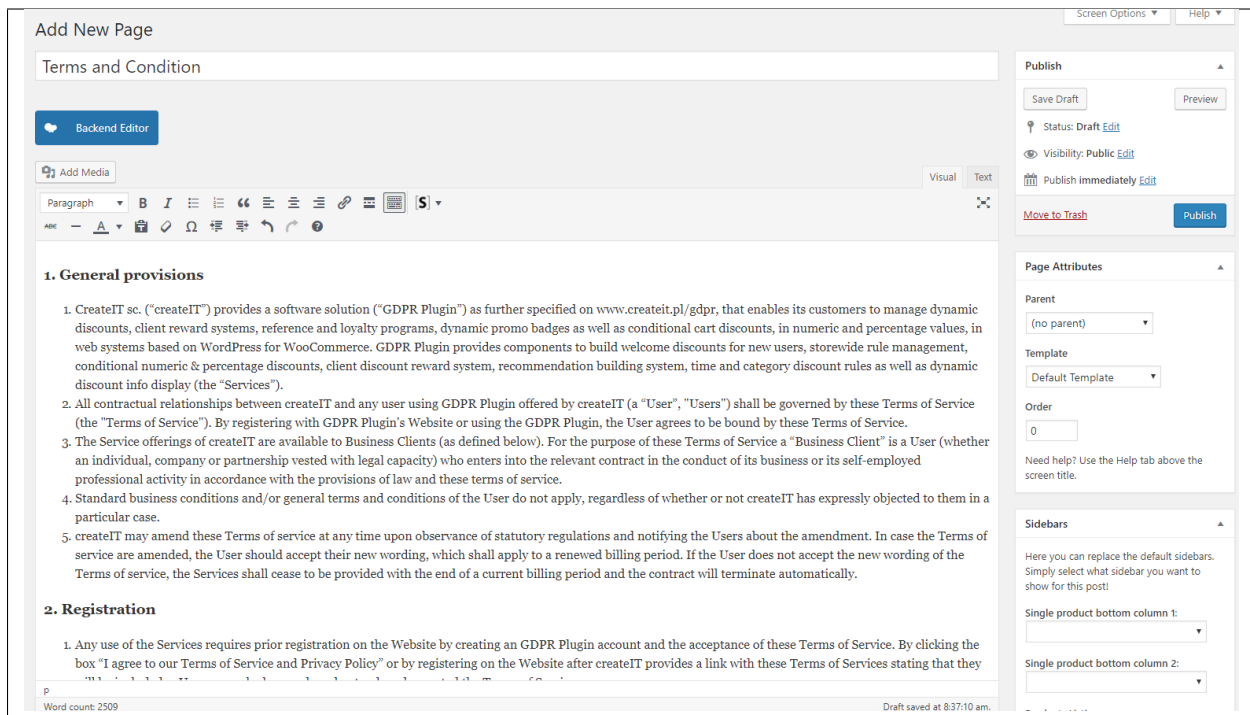 Screen Options ▼ Help ▼
Add New Page
Terms and Condition
Backend Editor
Add Media
Visual Text
Paragraph ▼ B I [S] ▼
ABE A ▼ Ω
1. General provisions
1. CreateIT sc. (“createIT”) provides a software solution (“GDPR Plugin”) as further specified on www.createit.pl/gdpr, that enables its customers to manage dynamic
discounts, client reward systems, reference and loyalty programs, dynamic promo badges as well as conditional cart discounts, in numeric and percentage values, in
web systems based on WordPress for WooCommerce. GDPR Plugin provides components to build welcome discounts for new users, storewide rule management,
conditional numeric & percentage discounts, client discount reward system, recommendation building system, time and category discount rules as well as dynamic
discount info display (the “Services”).
2. All contractual relationships between createIT and any user using GDPR Plugin offered by createIT (a “User”, "Users") shall be governed by these Terms of Service
(the "Terms of Service"). By registering with GDPR Plugin's Website or using the GDPR Plugin, the User agrees to be bound by these Terms of Service.
3. The Service offerings of createIT are available to Business Clients (as defined below). For the purpose of these Terms of Service a “Business Client” is a User (whether
an individual, company or partnership vested with legal capacity) who enters into the relevant contract in the conduct of its business or its self-employed
professional activity in accordance with the provisions of law and these terms of service.
4. Standard business conditions and/or general terms and conditions of the User do not apply, regardless of whether or not createIT has expressly objected to them in a
particular case.
5. createIT may amend these Terms of service at any time upon observance of statutory regulations and notifying the Users about the amendment. In case the Terms of
service are amended, the User should accept their new wording, which shall apply to a renewed billing period. If the User does not accept the new wording of the
Terms of service, the Services shall cease to be provided with the end of a current billing period and the contract will terminate automatically.
2. Registration
1. Any use of the Services requires prior registration on the Website by creating an GDPR Plugin account and the acceptance of these Terms of Service. By clicking the
box “I agree to our Terms of Service and Privacy Policy” or by registering on the Website after createIT provides a link with these Terms of Services stating that they
p
Word count: 2509
Draft saved at 8:37:10 am.
Publish
Save Draft Preview
Status: Draft Edit
Visibility: Public Edit
Publish immediately Edit
Move to Trash Publish
Page Attributes
Parent
(no parent)
Template
Default Template
Order
0
Need help? Use the Help tab above the
screen title.
Sidebars
Here you can replace the default sidebars.
Simply select what sidebar you want to
show for this post!
Single product bottom column 1:
Single product bottom column 2: